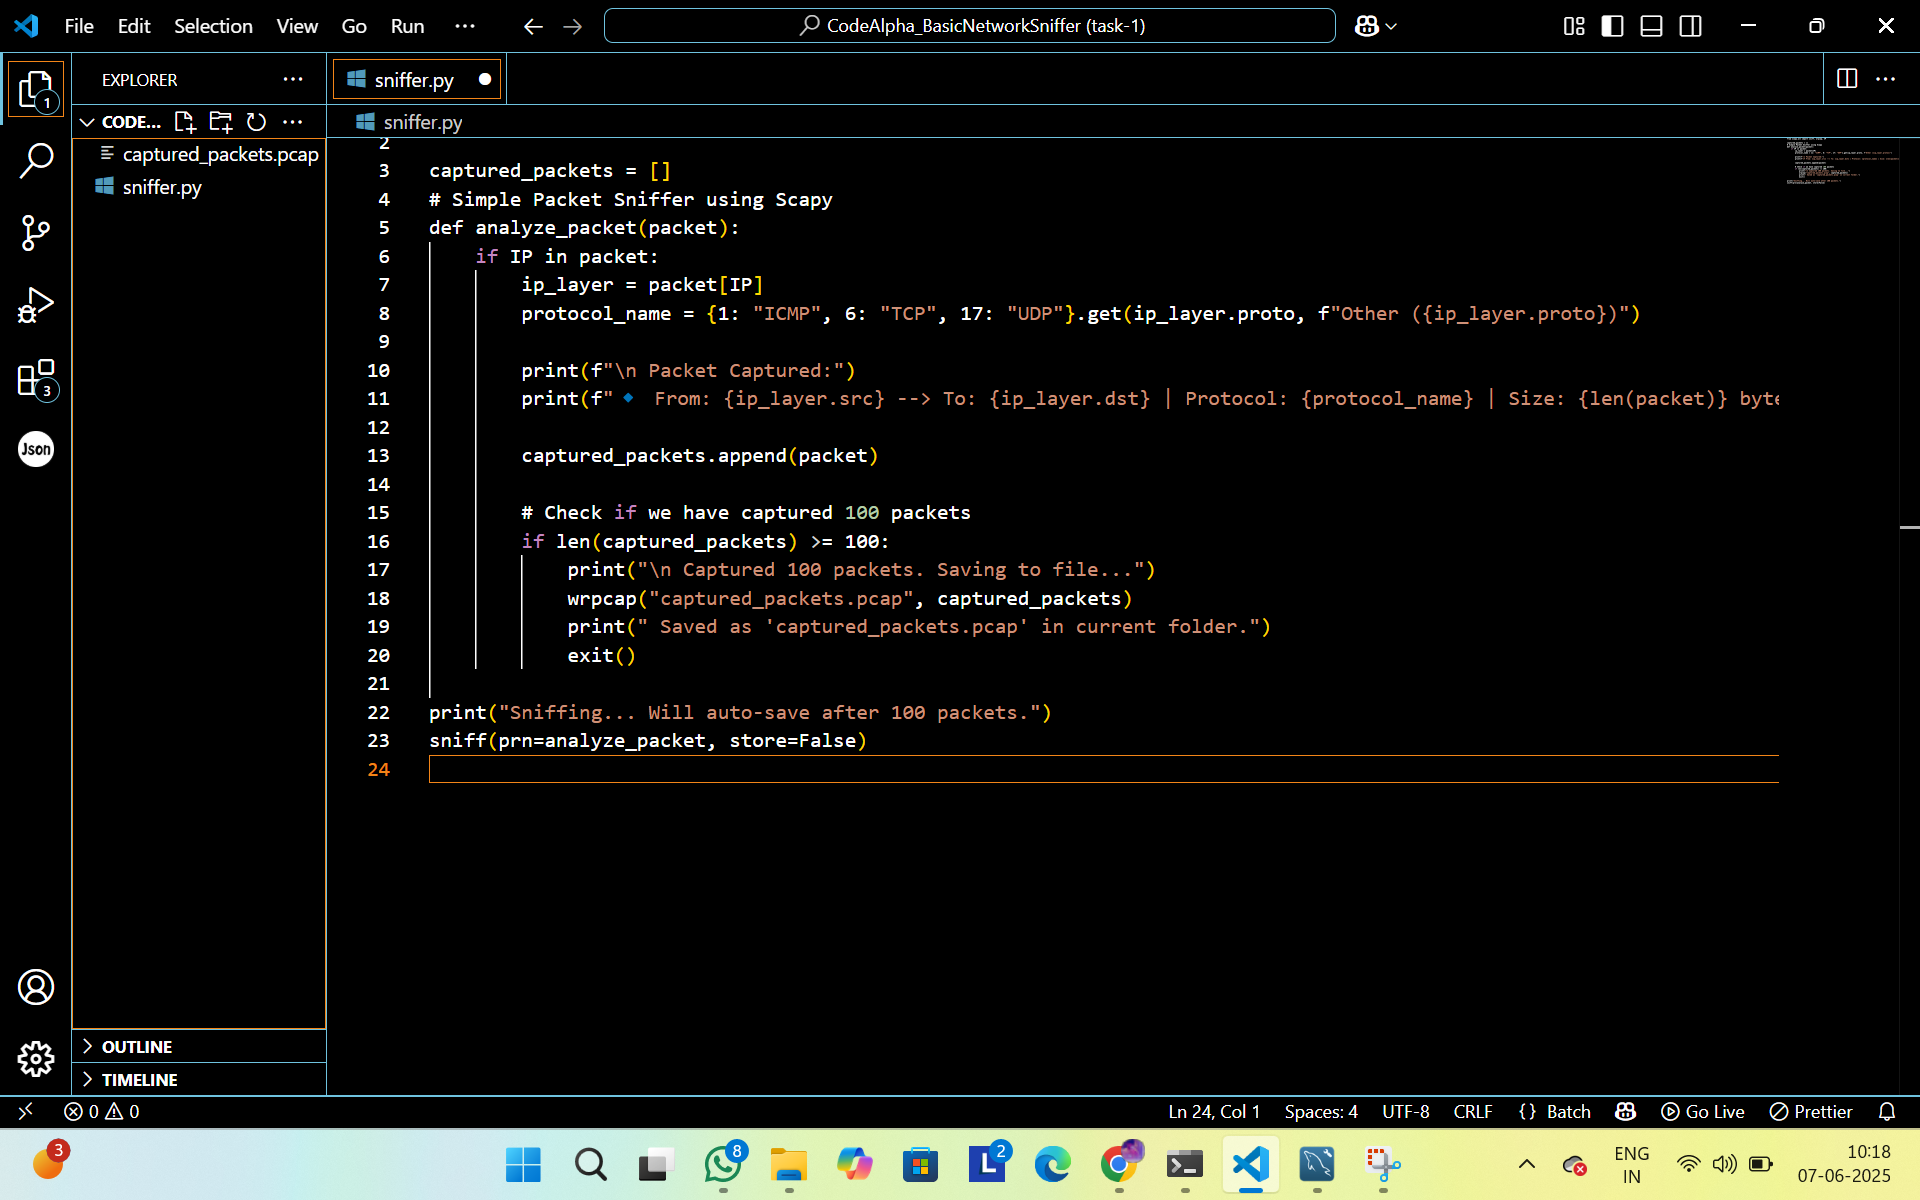 File Edit Selection View Go Run ···
CodeAlpha_BasicNetworkSniffer (task-1)
EXPLORER
sniffer.py
1
CODE...
sniffer.py
captured_packets.pcap
sniffer.py
3
Json
2
3 captured_packets = []
4 # Simple Packet Sniffer using Scapy
5 def analyze_packet(packet):
6 if IP in packet:
7 ip_layer = packet[IP]
8 protocol_name = {1: "ICMP", 6: "TCP", 17: "UDP"}.get(ip_layer.proto, f"Other ({ip_layer.proto})")
9
10 print(f"\n Packet Captured:")
11 print(f"🔹 From: {ip_layer.src} --> To: {ip_layer.dst} | Protocol: {protocol_name} | Size: {len(packet)} byte
12
13 captured_packets.append(packet)
14
15 # Check if we have captured 100 packets
16 if len(captured_packets) >= 100:
17 print("\n Captured 100 packets. Saving to file...")
18 wrpcap("captured_packets.pcap", captured_packets)
19 print(" Saved as 'captured_packets.pcap' in current folder.")
20 exit()
21
22 print("Sniffing... Will auto-save after 100 packets.")
23 sniff(prn=analyze_packet, store=False)
24
OUTLINE
TIMELINE
0 0
Ln 24, Col 1 Spaces: 4 UTF-8 CRLF {} Batch Go Live Prettier
3
8
L 2
ENG
IN
10:18
07-06-2025